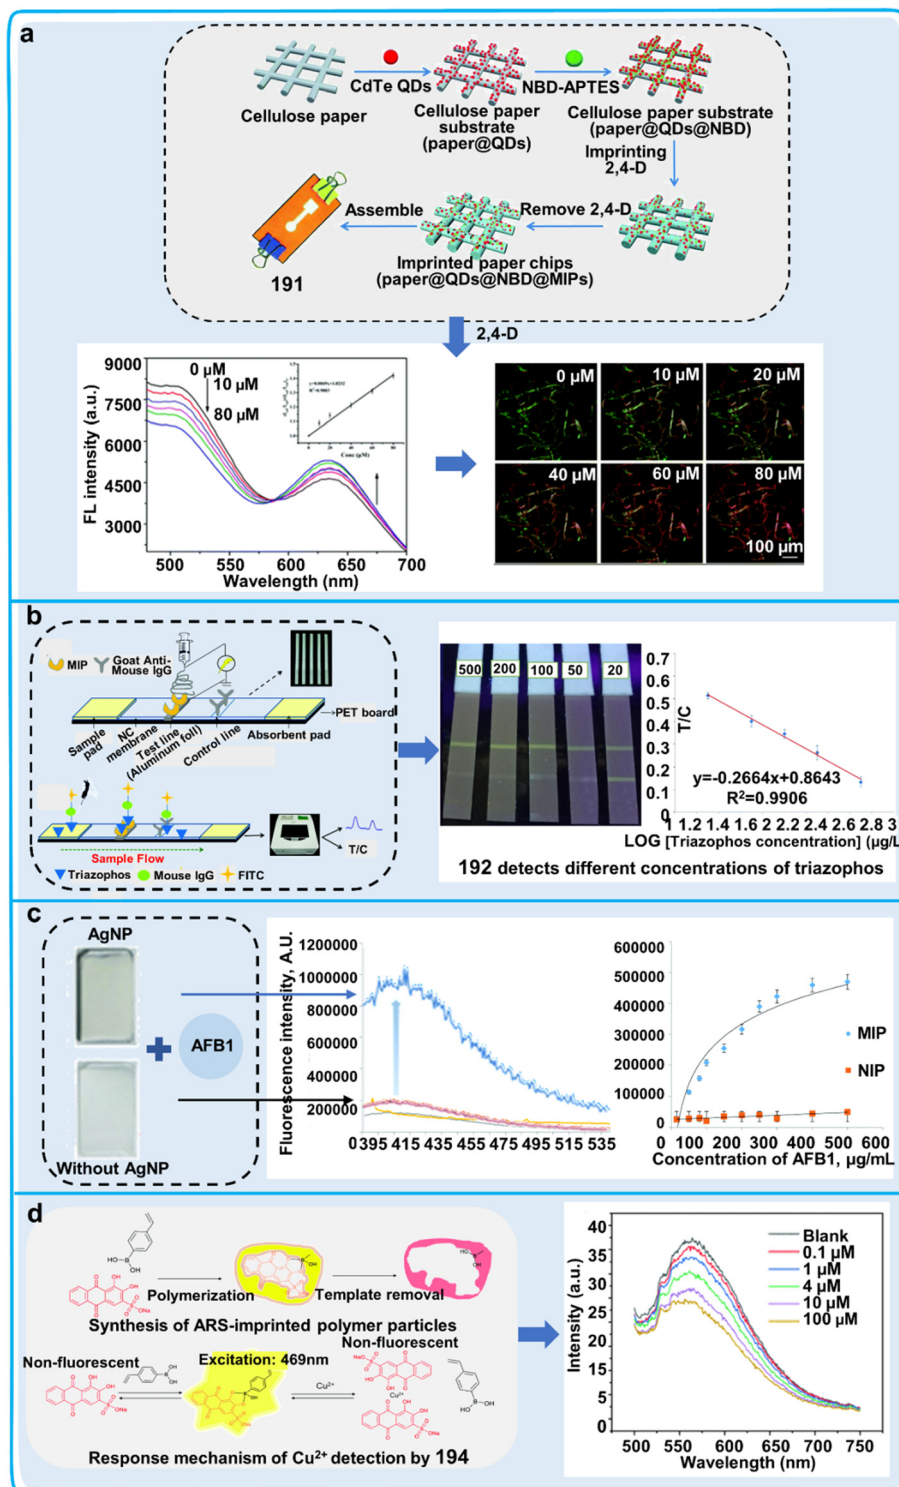 a
CdTe QDs
NBD-APTES
Cellulose paper
Cellulose paper
substrate
(paper@QDs)
Cellulose paper substrate
(paper@QDs@NBD)
Imprinting
2,4-D
Assemble
Remove 2,4-D
Imprinted paper chips
(paper@QDs@NBD@MIPs)
191
2,4-D
9000
7500
6000
4500
3000
FL intensity (a.u.)
0 μM
10 μM
80 μM
Conc (μM)
500 550 600 650 700
Wavelength (nm)
0 μM
10 μM
20 μM
40 μM
60 μM
80 μM
100 μm
b
MIP
Goat Anti-
Mouse IgG
PET board
Sample
pad
NC
membrane
Test line
(Aluminum foil)
Control line
Absorbent pad
Sample Flow
T/C
Triazophos
Mouse IgG
FITC
500
200
100
50
20
0.7
0.6
0.5
0.4
0.3
0.2
0.1
0
T/C
y=-0.2664x+0.8643
R²=0.9906
1 1.2 1.6 1.8 2 2.2 2.4 2.6 2.8 3
LOG [Triazophos concentration] (μg/L)
192 detects different concentrations of triazophos
c
AgNP
AFB1
Without AgNP
1200000
1000000
800000
600000
400000
200000
Fluorescence intensity, A.U.
0 395 415 435 455 475 495 515 535
600000
500000
400000
300000
200000
100000
0
MIP
NIP
0 100 200 300 400 500 600
Concentration of AFB1, μg/mL
d
Polymerization
Template removal
Synthesis of ARS-imprinted polymer particles
Non-fluorescent
Excitation: 469nm
Non-fluorescent
Cu²⁺
Cu²⁺
Response mechanism of Cu²⁺ detection by 194
40
35
30
25
20
15
10
5
0
Intensity (a.u.)
Blank
0.1 μM
1 μM
4 μM
10 μM
100 μM
500 550 600 650 700 750
Wavelength (nm)